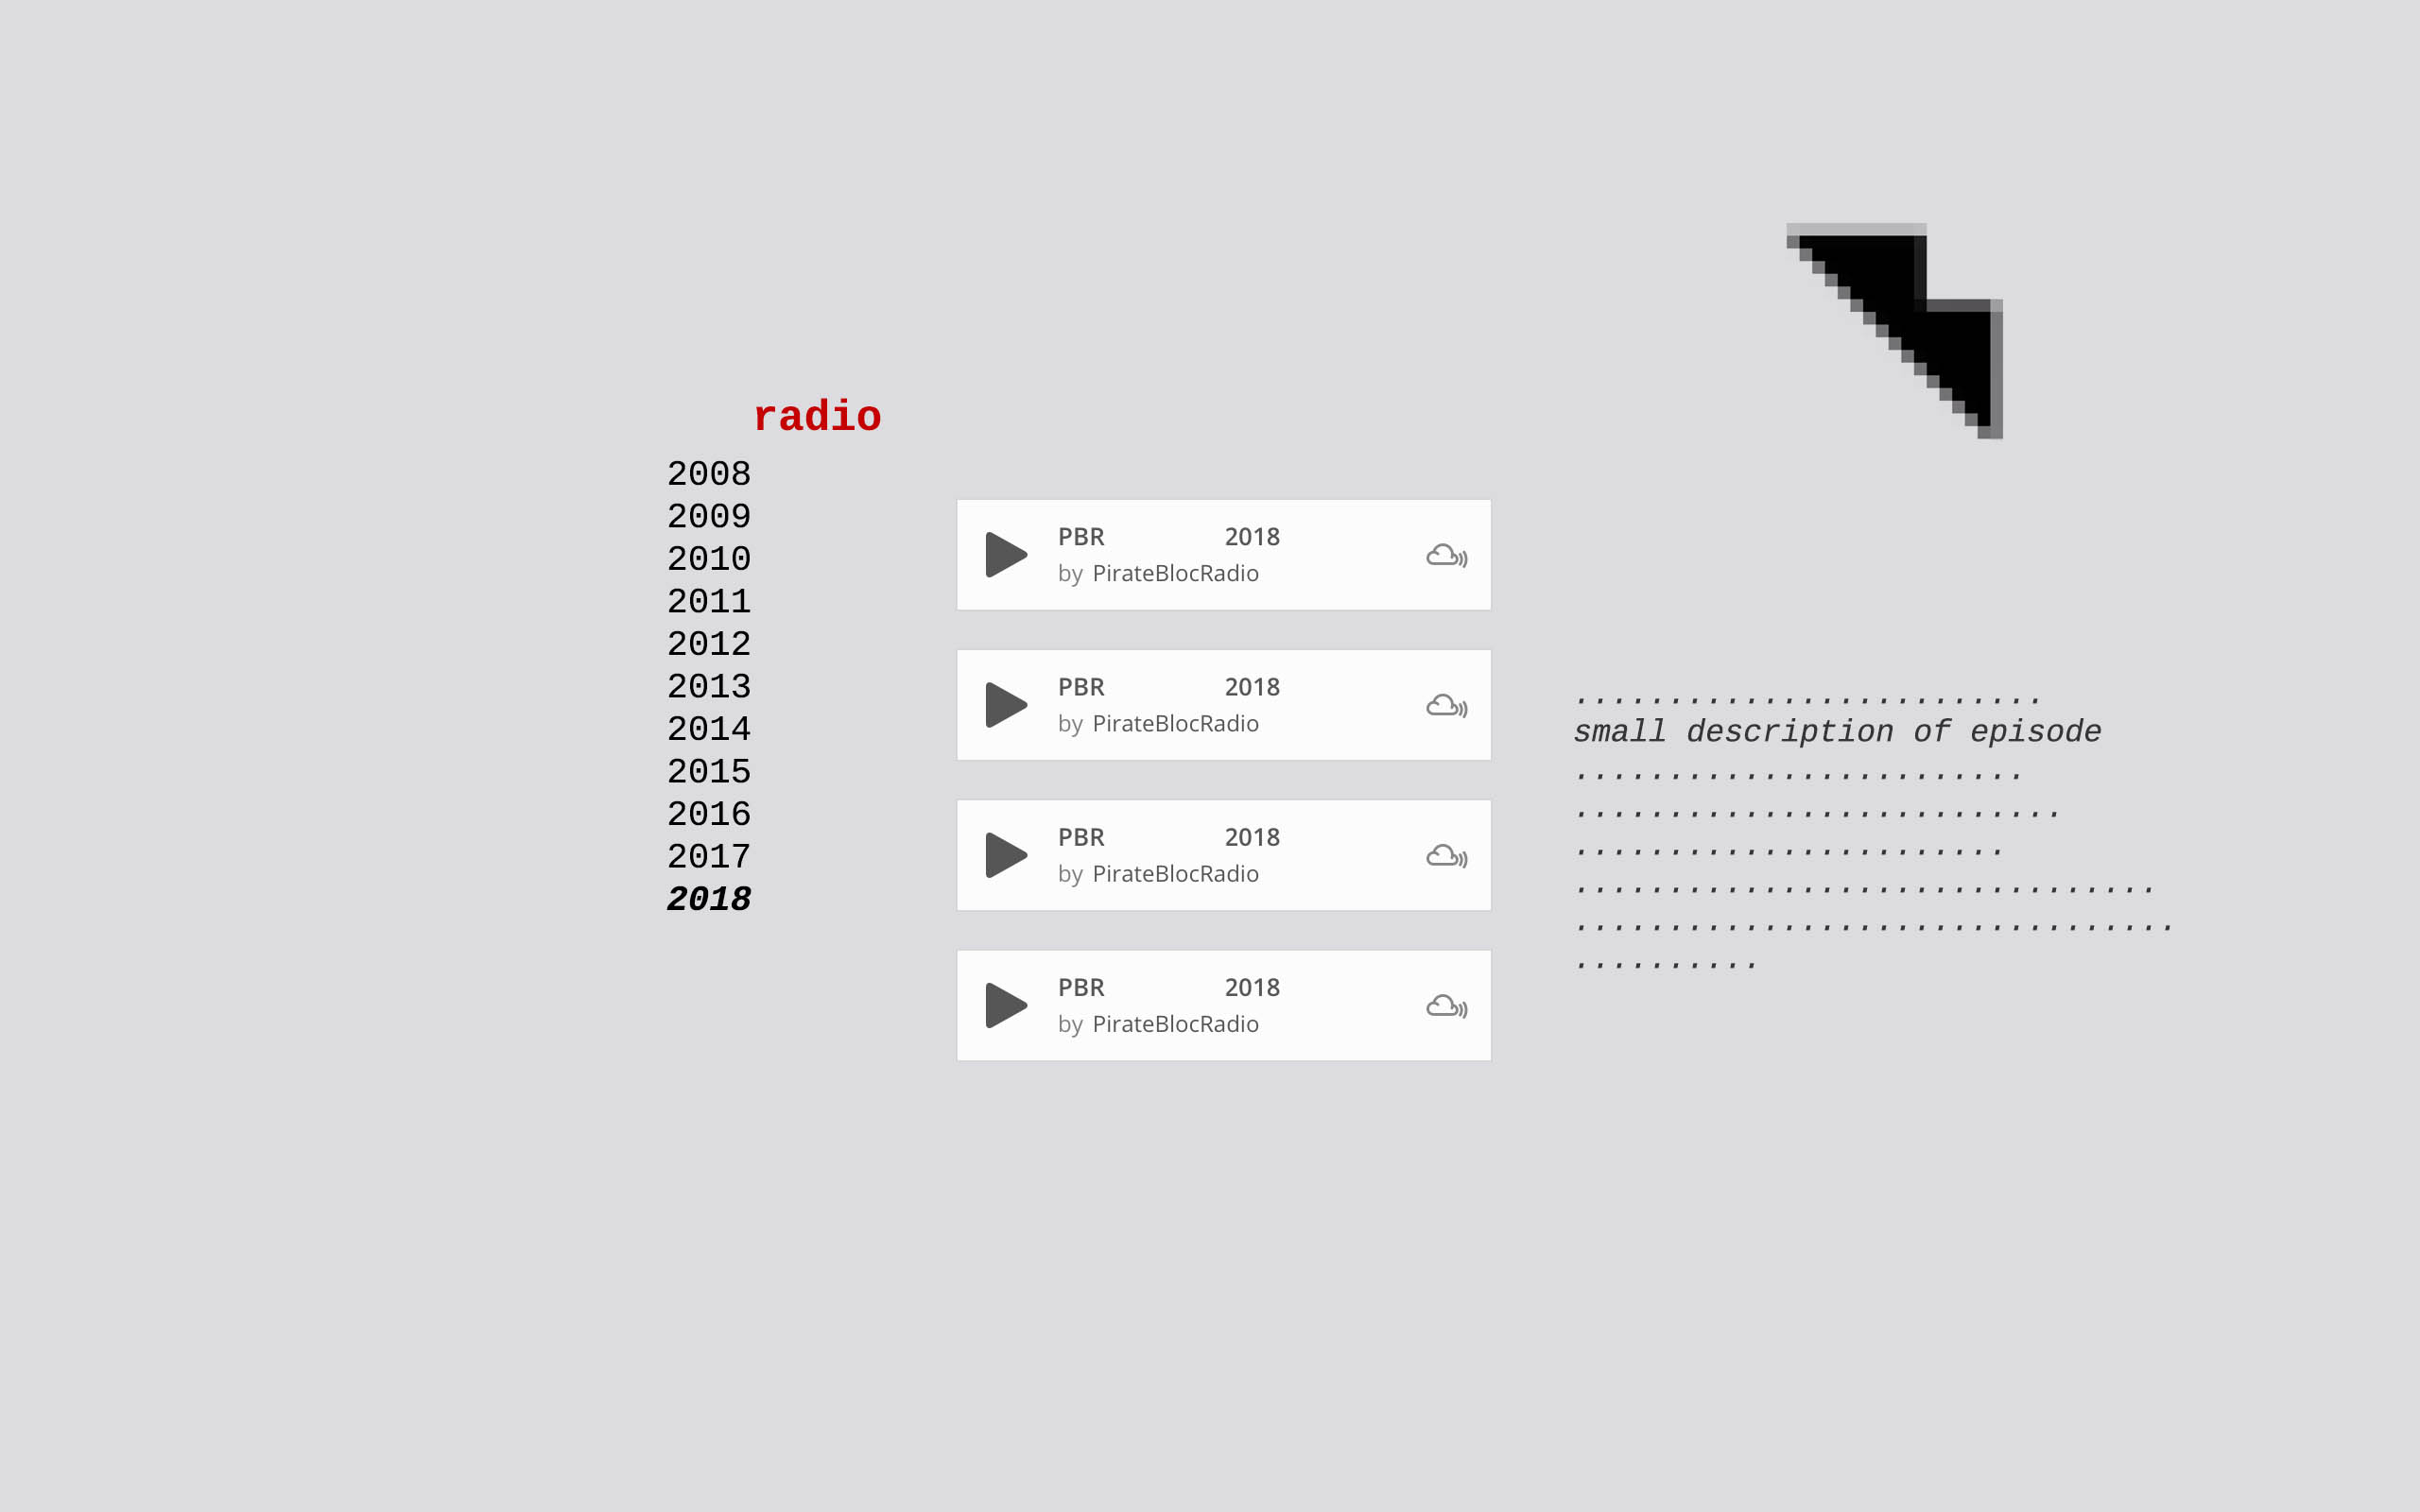 radio
2008
2009
2010
2011
2012
2013
2014
2015
2016
2017
2018
PBR 2018
by PirateBlocRadio
PBR 2018
by PirateBlocRadio
PBR 2018
by PirateBlocRadio
PBR 2018
by PirateBlocRadio
.........................
small description of episode
........................
..........................
.......................
...............................
................................
..........